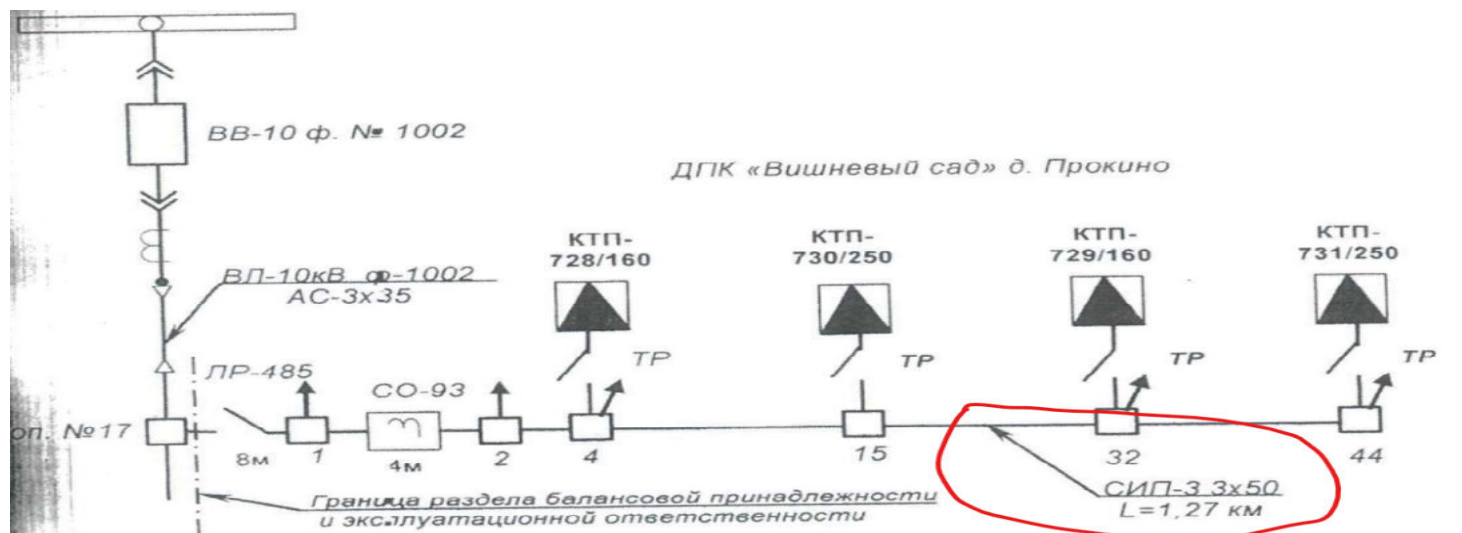 ВВ-10 ф. № 1002
ДПК «Вишневый сад» д. Прокино
КТП-
728/160
КТП-
730/250
КТП-
729/160
КТП-
731/250
ВЛ-10кВ ф-1002
АС-3х35
ТР
ТР
ТР
ТР
ЛР-485
СО-93
оп. №17
8м
1
4м
2
4
15
32
44
Граница раздела балансовой принадлежности
и эксплуатационной ответственности
СИП-3 3х50
L=1,27 км